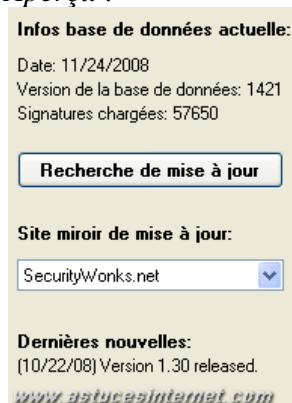 Infos base de données actuelle:
Date: 11/24/2008
Version de la base de données: 1421
Signatures chargées: 57650
Recherche de mise à jour
Site miroir de mise à jour:
SecurityWonks.net
Dernières nouvelles:
(10/22/08) Version 1.30 released.
www.astucesinternet.com